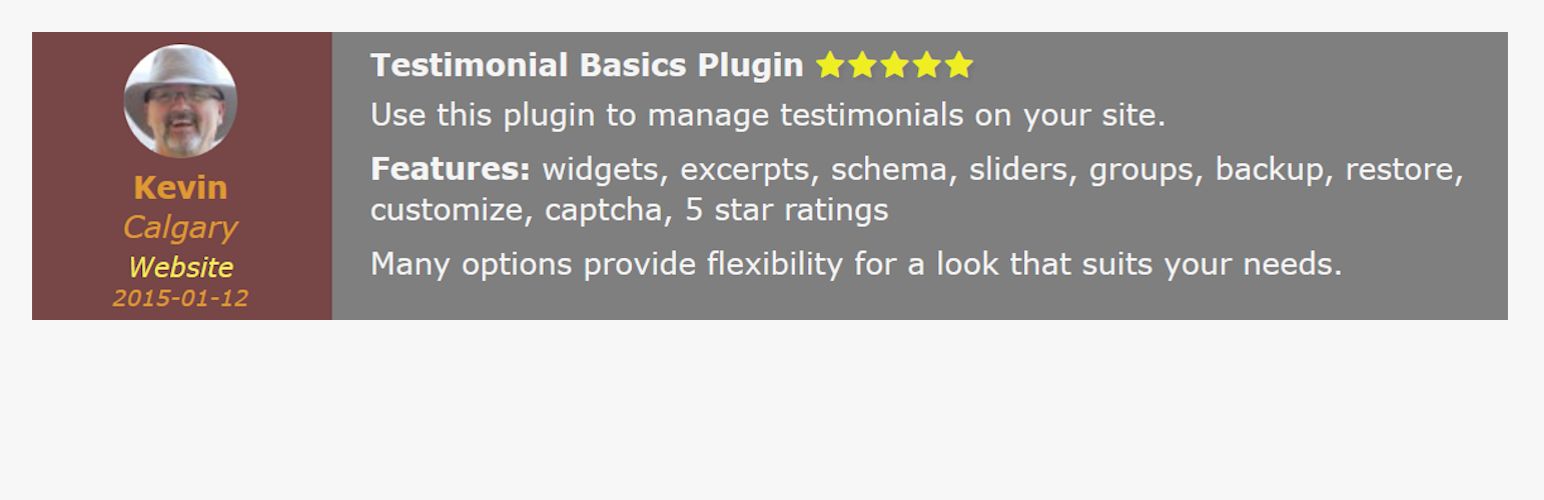 Kevin
Calgary
Website
2015-01-12
Testimonial Basics Plugin
Use this plugin to manage testimonials on your site.
Features: widgets, excerpts, schema, sliders, groups, backup, restore,
customize, captcha, 5 star ratings
Many options provide flexibility for a look that suits your needs.